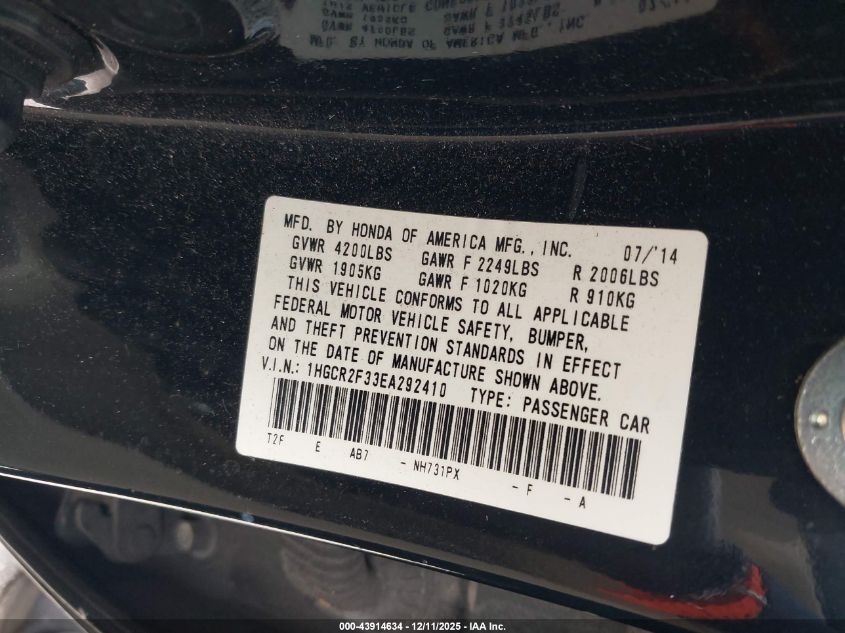 MFD. BY HONDA OF AMERICA MFG., INC. 07/'14
GVWR 4200LBS GAWR F 2249LBS R 2006LBS
GVWR 1905KG GAWR F 1020KG R 910KG
THIS VEHICLE CONFORMS TO ALL APPLICABLE
FEDERAL MOTOR VEHICLE SAFETY, BUMPER,
AND THEFT PREVENTION STANDARDS IN EFFECT
ON THE DATE OF MANUFACTURE SHOWN ABOVE.
V.I.N.: 1HGCR2F33EA292410 TYPE: PASSENGER CAR
T2F E AB7 - NH731PX - F - A
000-43914634 - 12/11/2025 - IAA Inc.